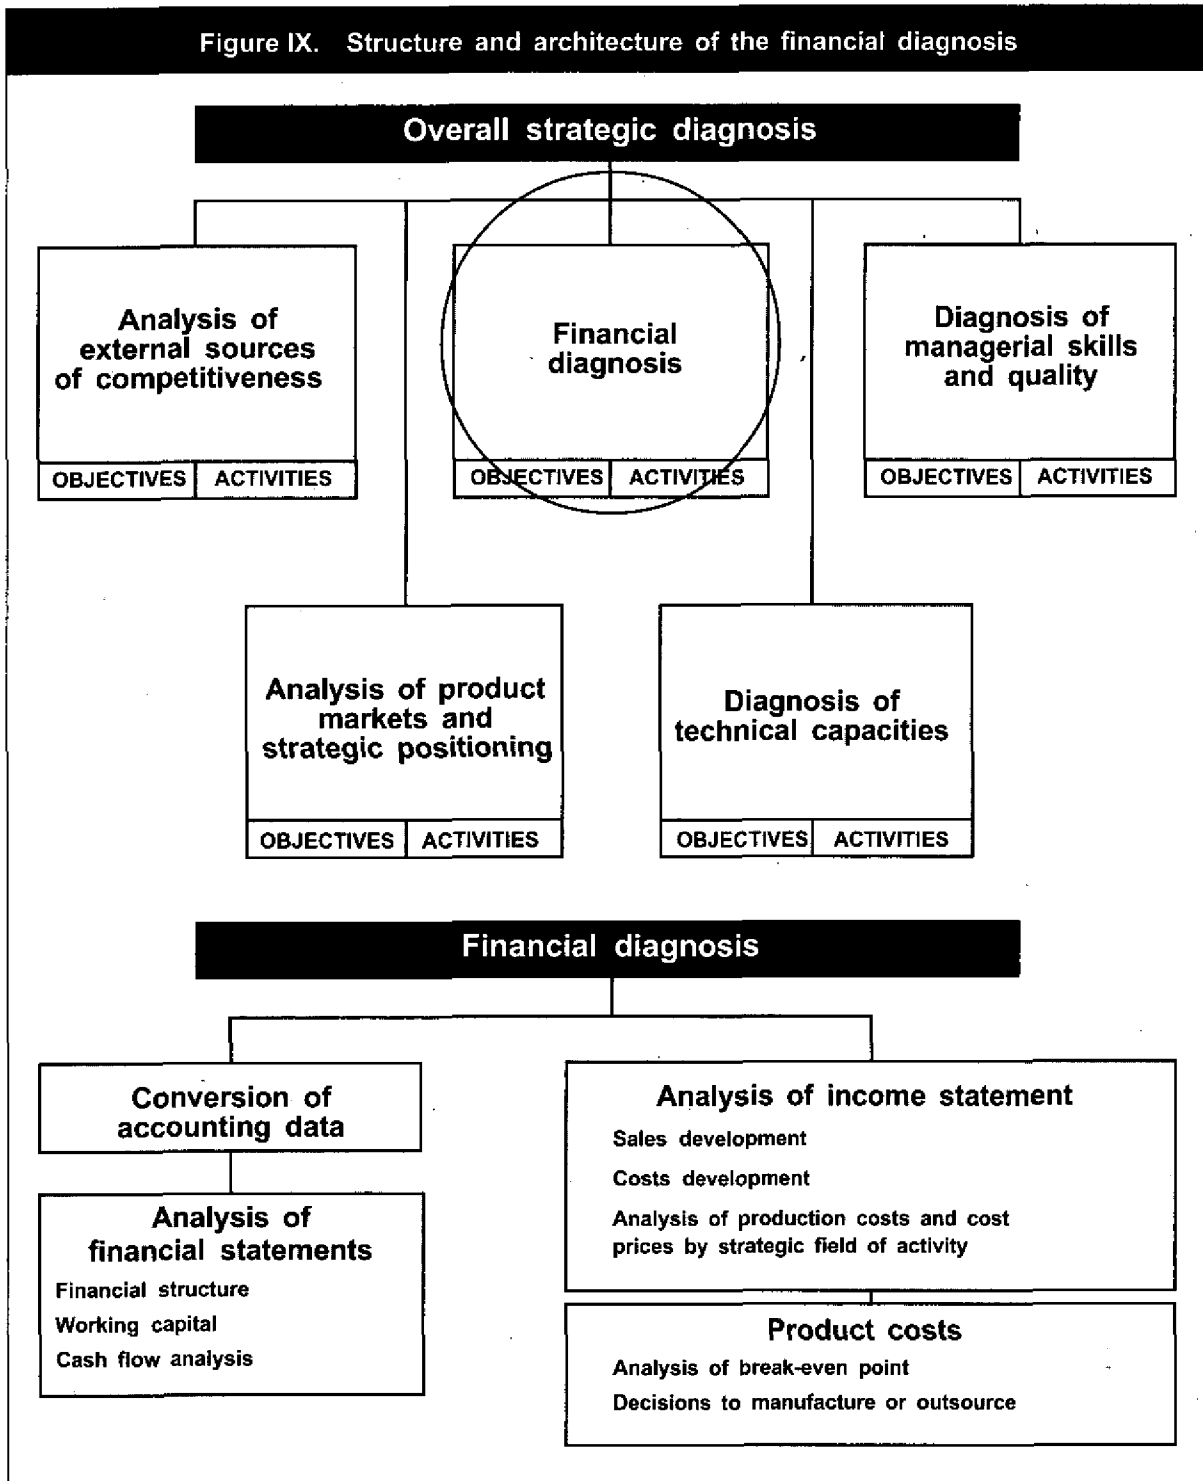 Figure IX. Structure and architecture of the financial diagnosis
Overall strategic diagnosis
Analysis of
external sources
of competitiveness
OBJECTIVES ACTIVITIES
Financial
diagnosis
OBJECTIVES ACTIVITIES
Diagnosis of
managerial skills
and quality
OBJECTIVES ACTIVITIES
Analysis of product
markets and
strategic positioning
OBJECTIVES ACTIVITIES
Diagnosis of
technical capacities
OBJECTIVES ACTIVITIES
Financial diagnosis
Conversion of
accounting data
Analysis of
financial statements
Financial structure
Working capital
Cash flow analysis
Analysis of income statement
Sales development
Costs development
Analysis of production costs and cost
prices by strategic field of activity
Product costs
Analysis of break-even point
Decisions to manufacture or outsource